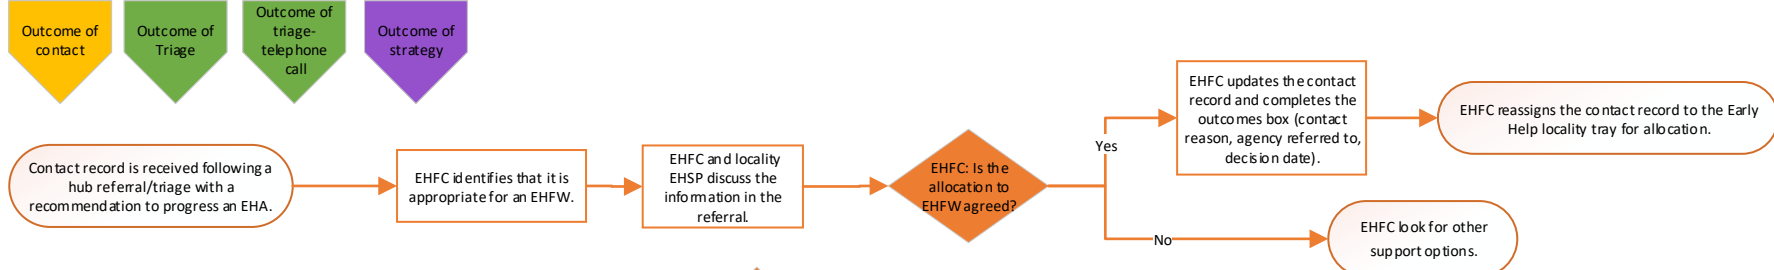 Outcome of
contact
Outcome of
Triage
Outcome of
triage-
telephone
call
Outcome of
strategy
Contact record is received following a
hub referral/triage with a
recommendation to progress an EHA.
EHFC identifies that it is
appropriate for an EHFW.
EHFC and locality
EHSP discuss the
information in the
referral.
EHFC: Is the
allocation to
EHFW agreed?
Yes
EHFC updates the contact
record and completes the
outcomes box (contact
reason, agency referred to,
decision date).
EHFC reassigns the contact record to the Early
Help locality tray for allocation.
No
EHFC look for other
support options.